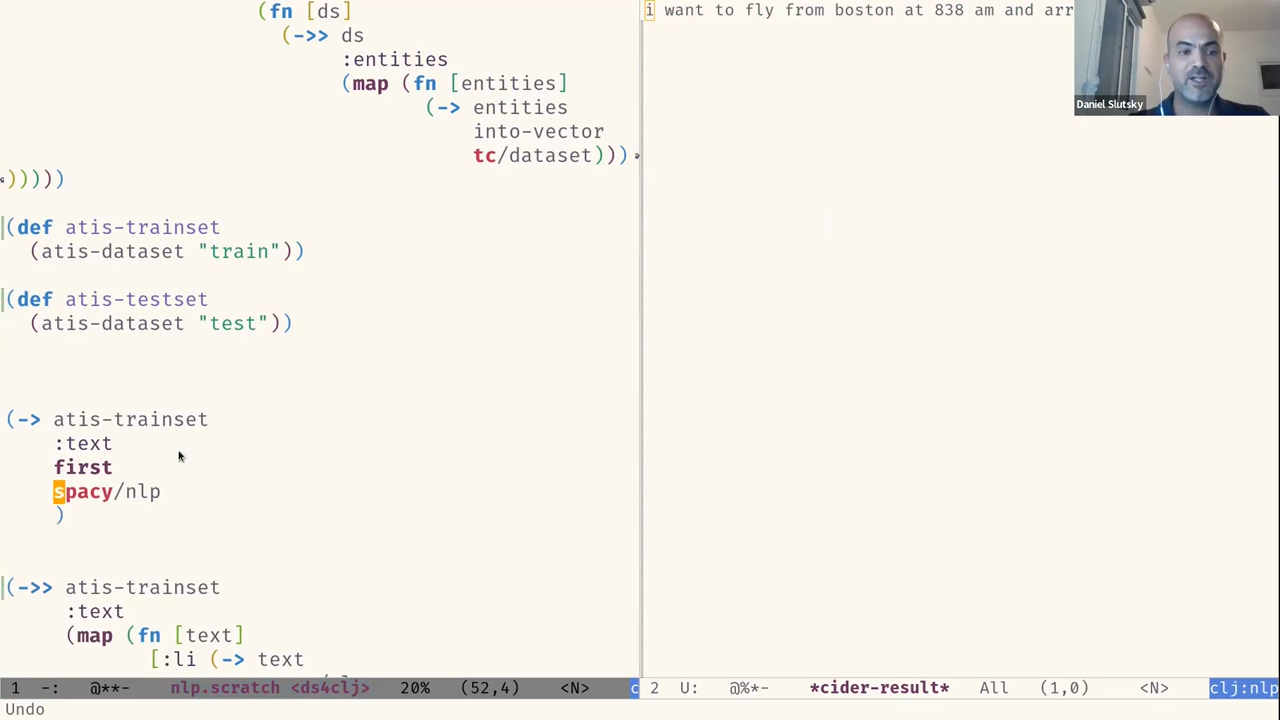 (fn [ds]
(->> ds
:entities
(map (fn [entities]
(-> entities
into-vector
tc/dataset)))
)))))
(def atis-trainset
(atis-dataset "train"))
(def atis-testset
(atis-dataset "test"))
(-> atis-trainset
:text
first
spacy/nlp
)
(->> atis-trainset
:text
(map (fn [text]
[:li (-> text
1 -: @**- nlp.scratch <ds4clj> 20% (52,4) <N> c
Undo
i want to fly from boston at 838 am and arr
Daniel Slutsky
2 U: @%*- *cider-result* All (1,0) <N> clj:nlp